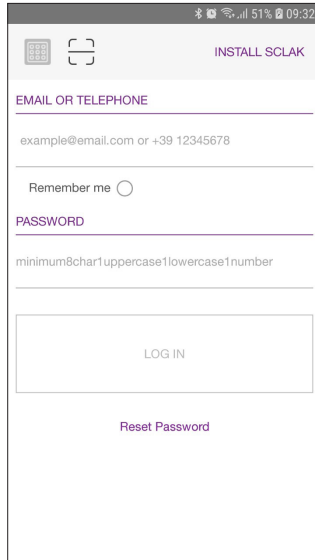 51% 09:32
INSTALL SCLAK
EMAIL OR TELEPHONE
example@email.com or +39 12345678
Remember me
PASSWORD
minimum8char1uppercase1lowercase1number
LOG IN
Reset Password